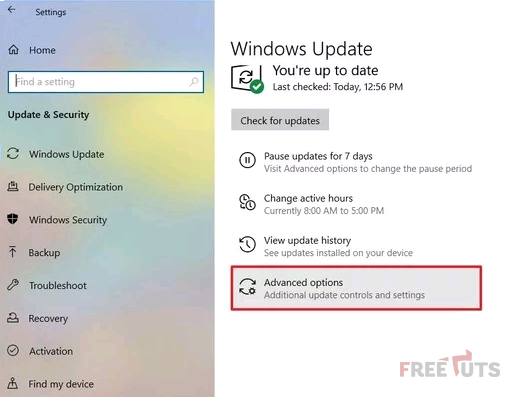 Settings
Home
Find a setting
Update & Security
Windows Update
Delivery Optimization
Windows Security
Backup
Troubleshoot
Recovery
Activation
Find my device
Windows Update
You're up to date
Last checked: Today, 12:56 PM
Check for updates
Pause updates for 7 days
Visit Advanced options to change the pause period
Change active hours
Currently 8:00 AM to 5:00 PM
View update history
See updates installed on your device
Advanced options
Additional update controls and settings
FREETUTS